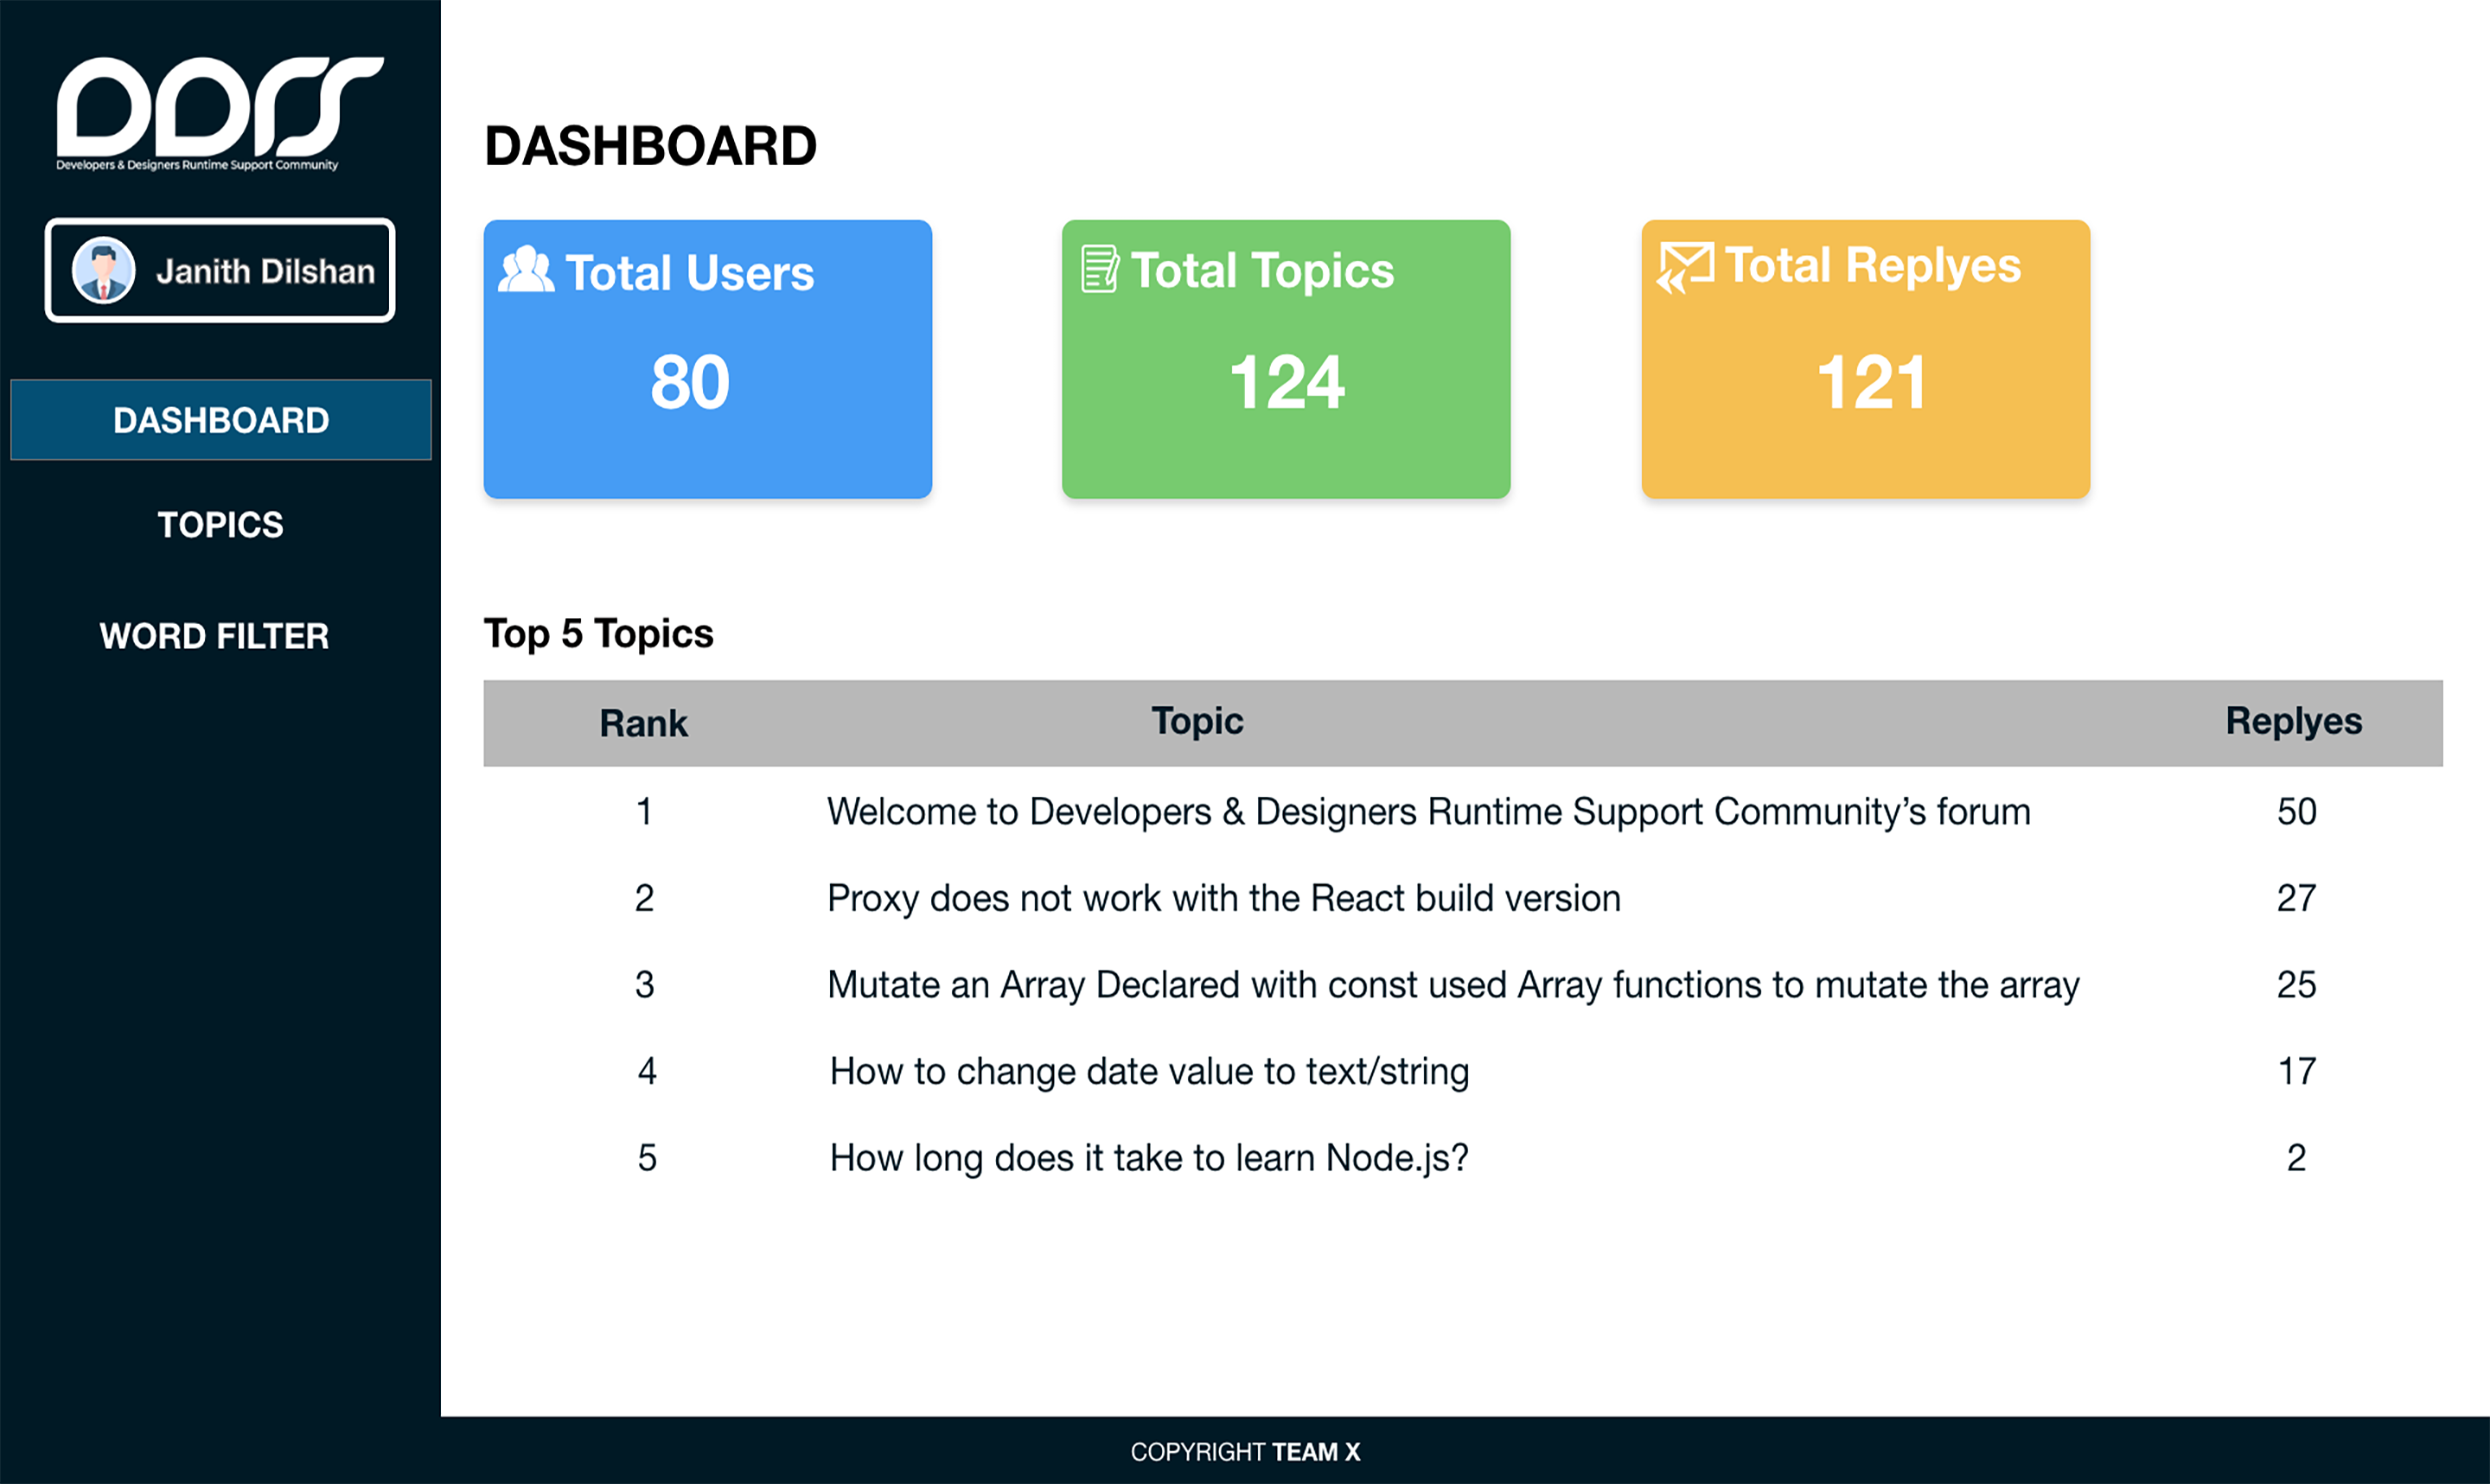 DDRS
Developers & Designers Runtime Support Community
Janith Dilshan
DASHBOARD
TOPICS
WORD FILTER
DASHBOARD
Total Users
80
Total Topics
124
Total Replyes
121
Top 5 Topics
Rank Topic Replyes
1 Welcome to Developers & Designers Runtime Support Community’s forum 50
2 Proxy does not work with the React build version 27
3 Mutate an Array Declared with const used Array functions to mutate the array 25
4 How to change date value to text/string 17
5 How long does it take to learn Node.js? 2
COPYRIGHT TEAM X